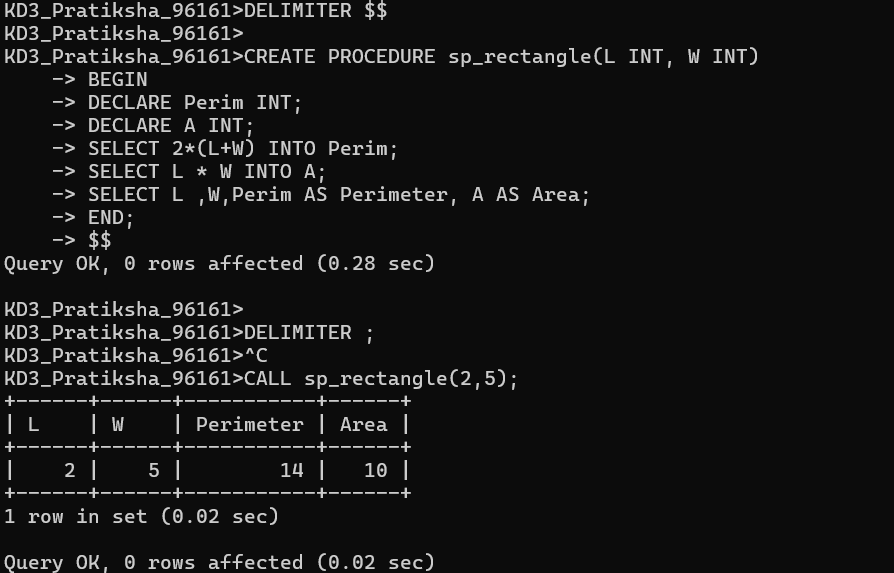 KD3_Pratiksha_96161>DELIMITER $$
KD3_Pratiksha_96161>
KD3_Pratiksha_96161>CREATE PROCEDURE sp_rectangle(L INT, W INT)
    -> BEGIN
    -> DECLARE Perim INT;
    -> DECLARE A INT;
    -> SELECT 2*(L+W) INTO Perim;
    -> SELECT L * W INTO A;
    -> SELECT L ,W,Perim AS Perimeter, A AS Area;
    -> END;
    -> $$
Query OK, 0 rows affected (0.28 sec)

KD3_Pratiksha_96161>
KD3_Pratiksha_96161>DELIMITER ;
KD3_Pratiksha_96161>^C
KD3_Pratiksha_96161>CALL sp_rectangle(2,5);
+------+------+-----------+------+
| L    | W    | Perimeter | Area |
+------+------+-----------+------+
|    2 |    5 |        14 |   10 |
+------+------+-----------+------+
1 row in set (0.02 sec)

Query OK, 0 rows affected (0.02 sec)